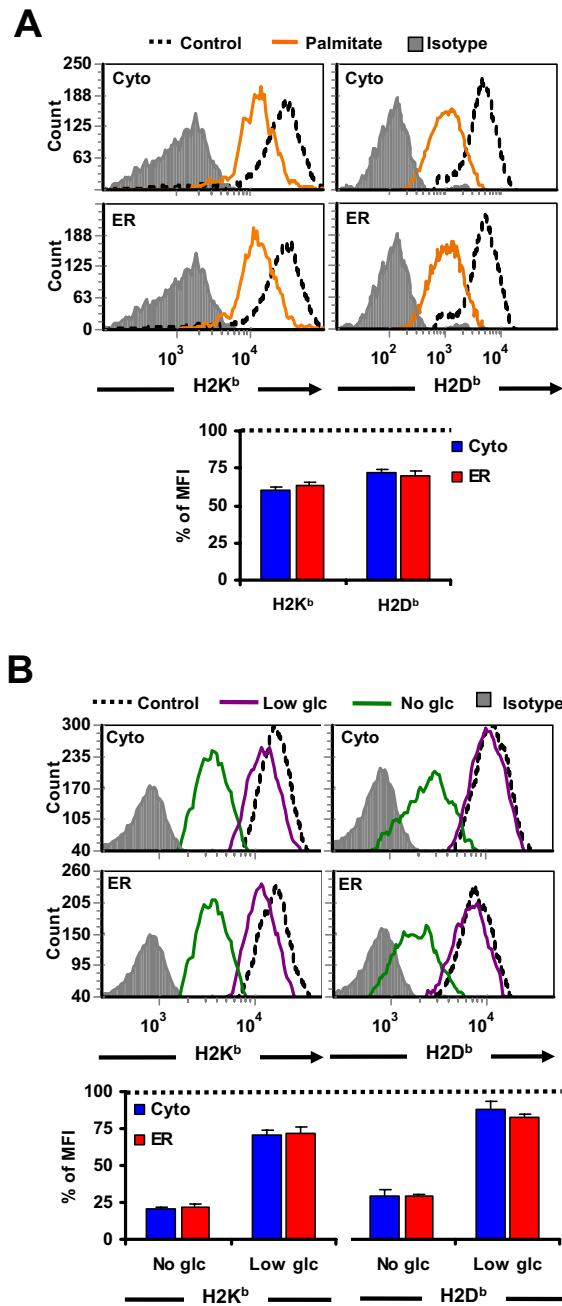 A
Control Palmitate Isotype
250 Cyto Cyto
188
125
63
Count
188 ER ER
125
63
0
Count
10³ 10⁴ 10² 10³ 10⁴
H2Kᵇ H2Dᵇ
100
75
50
25
0
% of MFI
Cyto
ER
H2Kᵇ H2Dᵇ
B
Control Low glc No glc Isotype
300 Cyto Cyto
235
170
105
40
Count
260 ER ER
205
150
95
40
Count
10³ 10⁴ 10³ 10⁴
H2Kᵇ H2Dᵇ
100
75
50
25
0
% of MFI
Cyto
ER
No glc Low glc No glc Low glc
H2Kᵇ H2Dᵇ